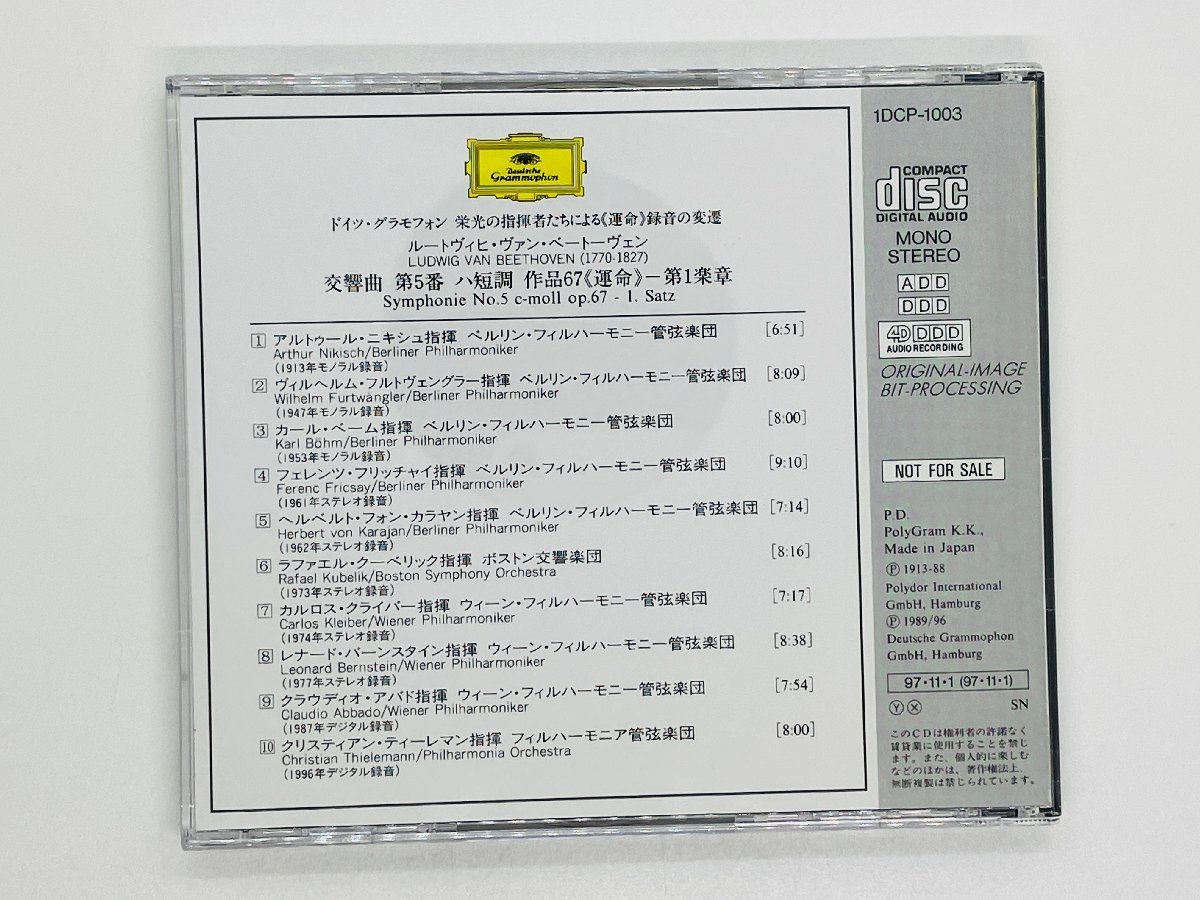 Deutsche
Grammophon
ドイツ・グラモフォン 栄光の指揮者たちによる《運命》録音の変遷
ルートヴィヒ・ヴァン・ベートーヴェン
LUDWIG VAN BEETHOVEN (1770-1827)
交響曲 第5番 ハ短調 作品67《運命》－第1楽章
Symphonie No.5 c-moll op.67 - 1. Satz
1 アルトゥール・ニキシュ指揮 ベルリン・フィルハーモニー管弦楽団 [6:51]
Arthur Nikisch/Berliner Philharmoniker
(1913年モノラル録音)
2 ヴィルヘルム・フルトヴェングラー指揮 ベルリン・フィルハーモニー管弦楽団 [8:09]
Wilhelm Furtwängler/Berliner Philharmoniker
(1947年モノラル録音)
3 カール・ベーム指揮 ベルリン・フィルハーモニー管弦楽団 [8:00]
Karl Böhm/Berliner Philharmoniker
(1953年モノラル録音)
4 フェレンツ・フリッチャイ指揮 ベルリン・フィルハーモニー管弦楽団 [9:10]
Ferenc Fricsay/Berliner Philharmoniker
(1961年ステレオ録音)
5 ヘルベルト・フォン・カラヤン指揮 ベルリン・フィルハーモニー管弦楽団 [7:14]
Herbert von Karajan/Berliner Philharmoniker
(1962年ステレオ録音)
6 ラファエル・クーベリック指揮 ボストン交響楽団 [8:16]
Rafael Kubelik/Boston Symphony Orchestra
(1973年ステレオ録音)
7 カルロス・クライバー指揮 ウィーン・フィルハーモニー管弦楽団 [7:17]
Carlos Kleiber/Wiener Philharmoniker
(1974年ステレオ録音)
8 レナード・バーンスタイン指揮 ウィーン・フィルハーモニー管弦楽団 [8:38]
Leonard Bernstein/Wiener Philharmoniker
(1977年ステレオ録音)
9 クラウディオ・アバド指揮 ウィーン・フィルハーモニー管弦楽団 [7:54]
Claudio Abbado/Wiener Philharmoniker
(1987年デジタル録音)
10 クリスティアン・ティーレマン指揮 フィルハーモニア管弦楽団 [8:00]
Christian Thielemann/Philharmonia Orchestra
(1996年デジタル録音)
1DCP-1003
COMPACT
disc
DIGITAL AUDIO
MONO
STEREO
ADD
DDD
4D DDD
AUDIO RECORDING
ORIGINAL-IMAGE
BIT-PROCESSING
NOT FOR SALE
P.D.
PolyGram K.K.,
Made in Japan
Ⓟ 1913-88
Polydor International
GmbH, Hamburg
Ⓟ 1989/96
Deutsche Grammophon
GmbH, Hamburg
97・11・1 (97・11・1)
Ⓨ Ⓧ SN
このCDは権利者の許諾なく
賃貸業に使用することを禁じ
ます。また、個人的に楽しむ
などのほかは、著作権法上、
無断複製は禁じられています。